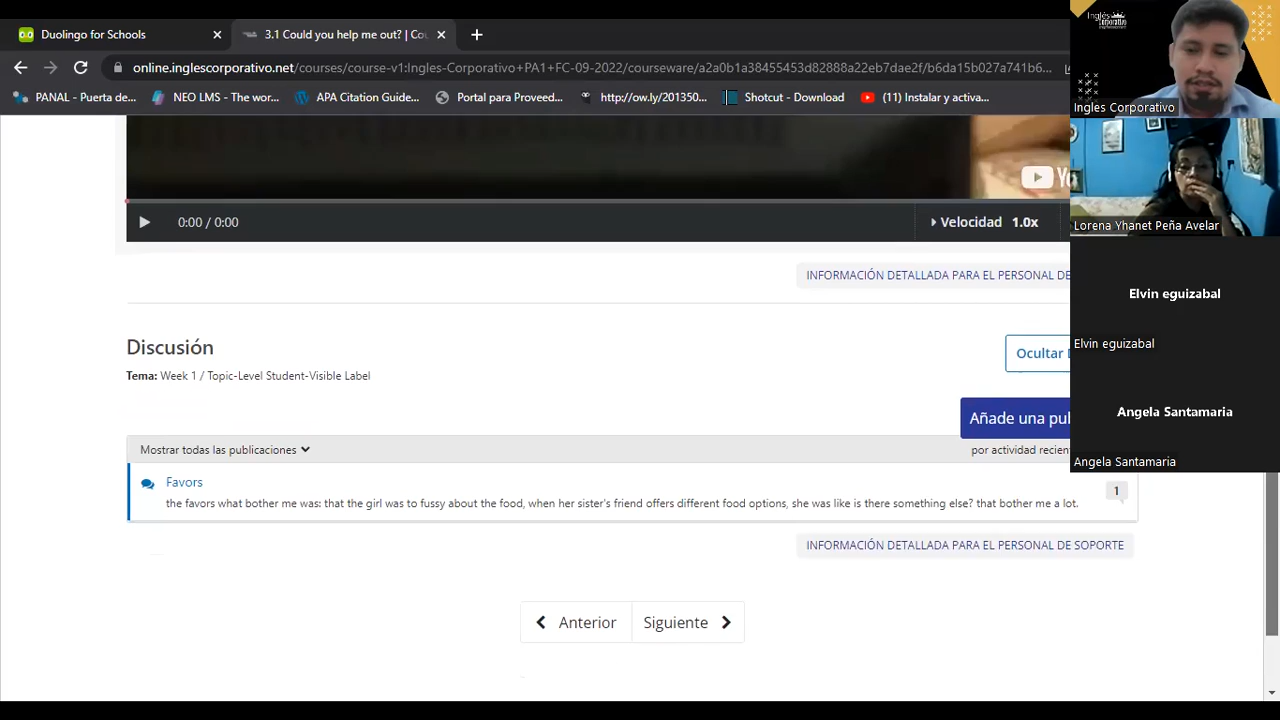 Duolingo for Schools
3.1 Could you help me out? | Co
online.inglescorporativo.net/courses/course-v1:Ingles-Corporativo+PA1+FC-09-2022/courseware/a2a0b1a38455453d82888a22eb7dae2f/b6da15b027a741b6...
PANAL - Puerta de...
NEO LMS - The wor...
APA Citation
de...
Portal para Proveed...
http://ow.ly/201350...
Shotcut - Download
(11) Instalar y activa...
Inglés
Corporativo
Ingles Corporativo
Lorena Yhanet Peña Avelar
Elvin eguizabal
Elvin eguizabal
Angela Santamaria
Angela Santamaria
0:00 / 0:00
Velocidad 1.0x
INFORMACIÓN DETALLADA PARA EL PERSONAL DE
Discusión
Ocultar
Tema: Week 1 / Topic-Level Student-Visible Label
Añade una pu
Mostrar todas las publicaciones
por actividad recien
Favors
the favors what bother me was: that the girl was to fussy about the food, when her sister's friend offers different food options, she was like is there something else? that bother me a lot.
1
INFORMACIÓN DETALLADA PARA EL PERSONAL DE SOPORTE
Anterior
Siguiente